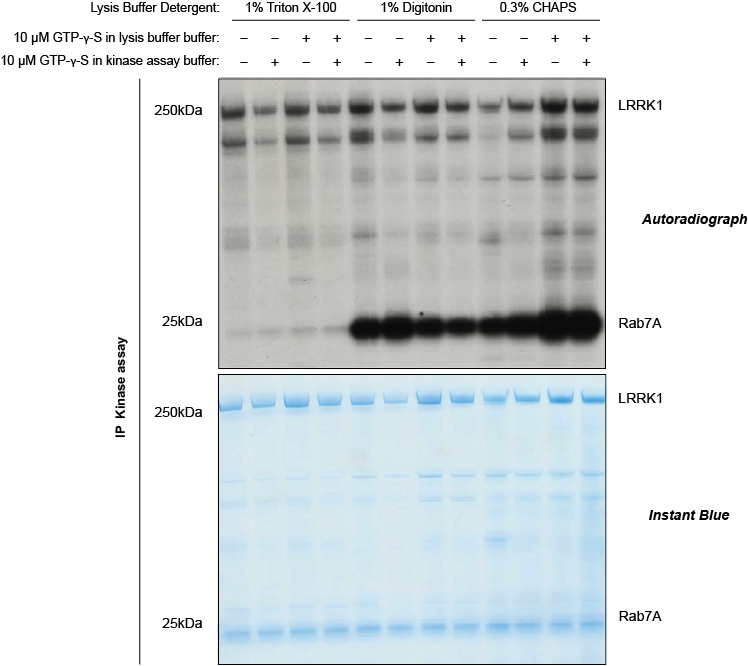 Lysis Buffer Detergent: 1% Triton X-100 1% Digitonin 0.3% CHAPS
10 µM GTP-γ-S in lysis buffer buffer: – – + + – – + + – – + +
10 µM GTP-γ-S in kinase assay buffer: – + – + – + – + – + – +
250kDa LRRK1
Autoradiograph
25kDa Rab7A
IP Kinase assay
250kDa LRRK1
Instant Blue
25kDa Rab7A